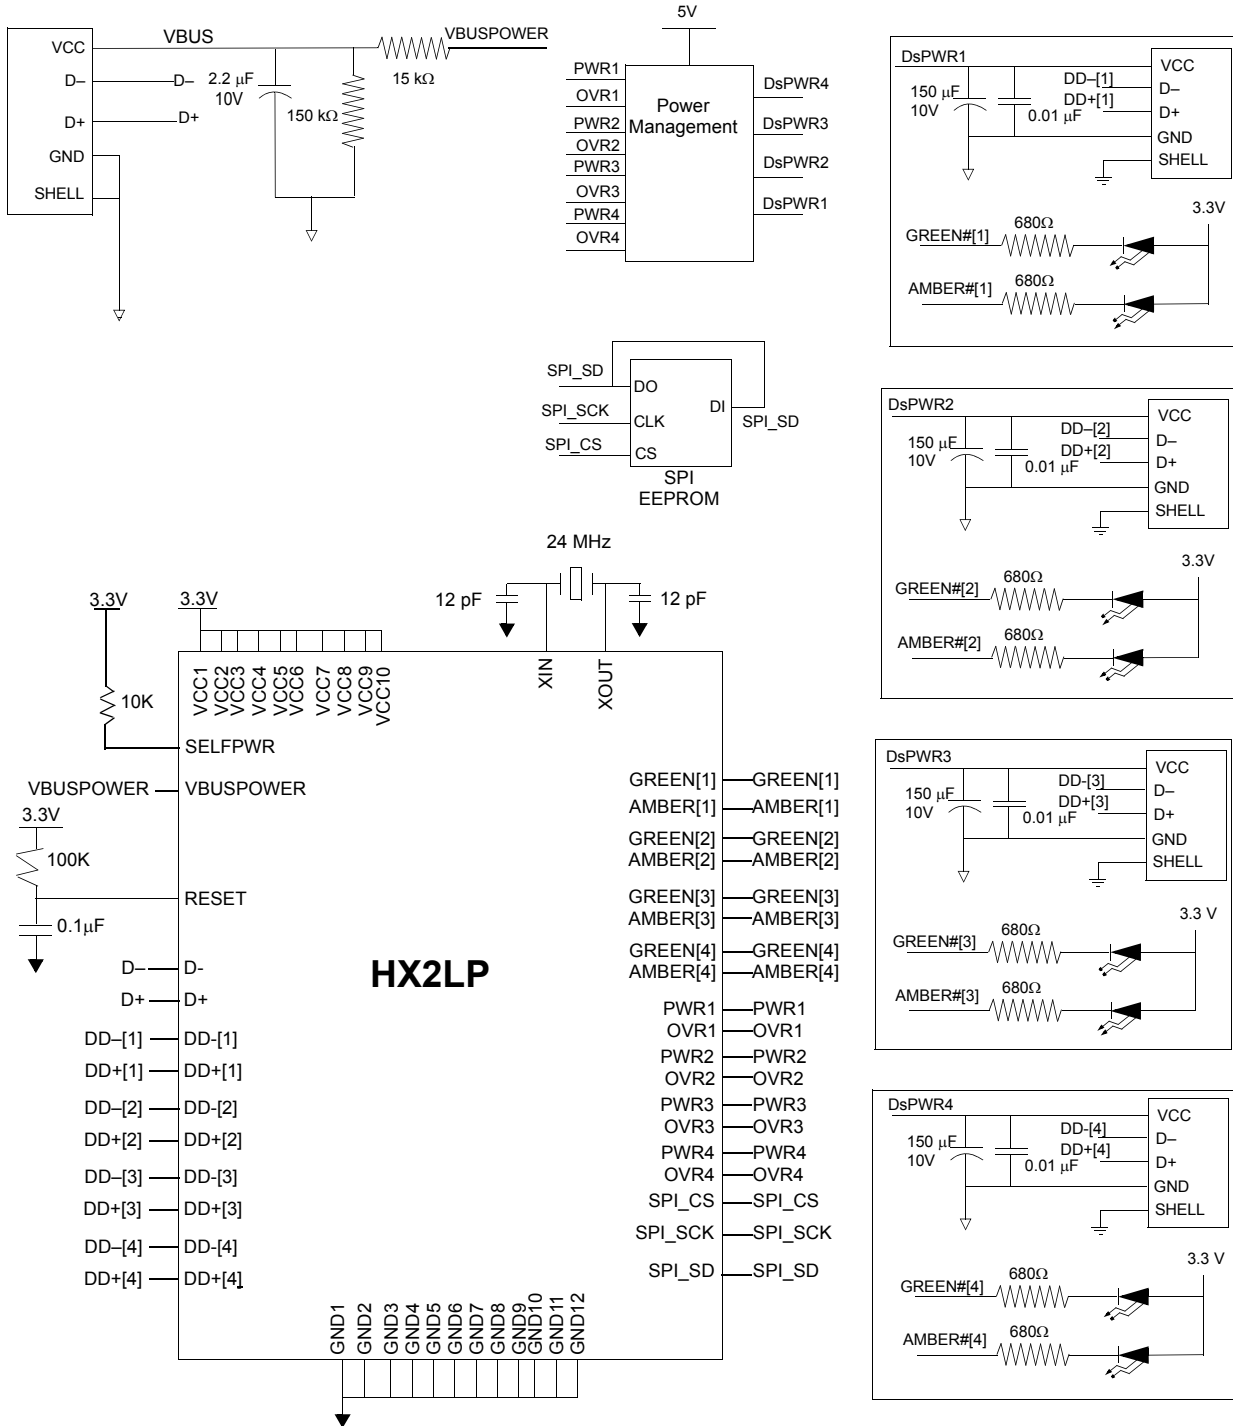 VCC
VBUS
VBUSPOWER
D–
D–
2.2 μF
10V
15 kΩ
150 kΩ
D+
D+
GND
SHELL
5V
PWR1
OVR1
PWR2
OVR2
PWR3
OVR3
PWR4
OVR4
Power
Management
DsPWR4
DsPWR3
DsPWR2
DsPWR1
DsPWR1
VCC
150 μF
10V
0.01 μF
DD–[1]
D–
DD+[1]
D+
GND
SHELL
3.3V
GREEN#[1]
680Ω
AMBER#[1]
680Ω
SPI_SD
DO
SPI_SCK
CLK
SPI_CS
CS
DI
SPI_SD
SPI
EEPROM
DsPWR2
VCC
150 μF
10V
0.01 μF
DD–[2]
D–
DD+[2]
D+
GND
SHELL
3.3V
GREEN#[2]
680Ω
AMBER#[2]
680Ω
24 MHz
12 pF
12 pF
3.3V
3.3V
10K
VCC1
VCC2
VCC3
VCC4
VCC5
VCC6
VCC7
VCC8
VCC9
VCC10
XIN
XOUT
SELFPWR
VBUSPOWER
VBUSPOWER
3.3V
100K
RESET
0.1μF
HX2LP
D–
D-
D+
D+
DD–[1]
DD-[1]
DD+[1]
DD+[1]
DD–[2]
DD-[2]
DD+[2]
DD+[2]
DD–[3]
DD-[3]
DD+[3]
DD+[3]
DD–[4]
DD-[4]
DD+[4]
DD+[4]
GREEN[1]
GREEN[1]
AMBER[1]
AMBER[1]
GREEN[2]
GREEN[2]
AMBER[2]
AMBER[2]
GREEN[3]
GREEN[3]
AMBER[3]
AMBER[3]
GREEN[4]
GREEN[4]
AMBER[4]
AMBER[4]
PWR1
PWR1
OVR1
OVR1
PWR2
PWR2
OVR2
OVR2
PWR3
PWR3
OVR3
OVR3
PWR4
PWR4
OVR4
OVR4
SPI_CS
SPI_CS
SPI_SCK
SPI_SCK
SPI_SD
SPI_SD
GND1
GND2
GND3
GND4
GND5
GND6
GND7
GND8
GND9
GND10
GND11
GND12
DsPWR3
VCC
150 μF
10V
0.01 μF
DD-[3]
D–
DD+[3]
D+
GND
SHELL
3.3 V
GREEN#[3]
680Ω
AMBER#[3]
680Ω
DsPWR4
VCC
150 μF
10V
0.01 μF
DD-[4]
D–
DD+[4]
D+
GND
SHELL
3.3 V
GREEN#[4]
680Ω
AMBER#[4]
680Ω